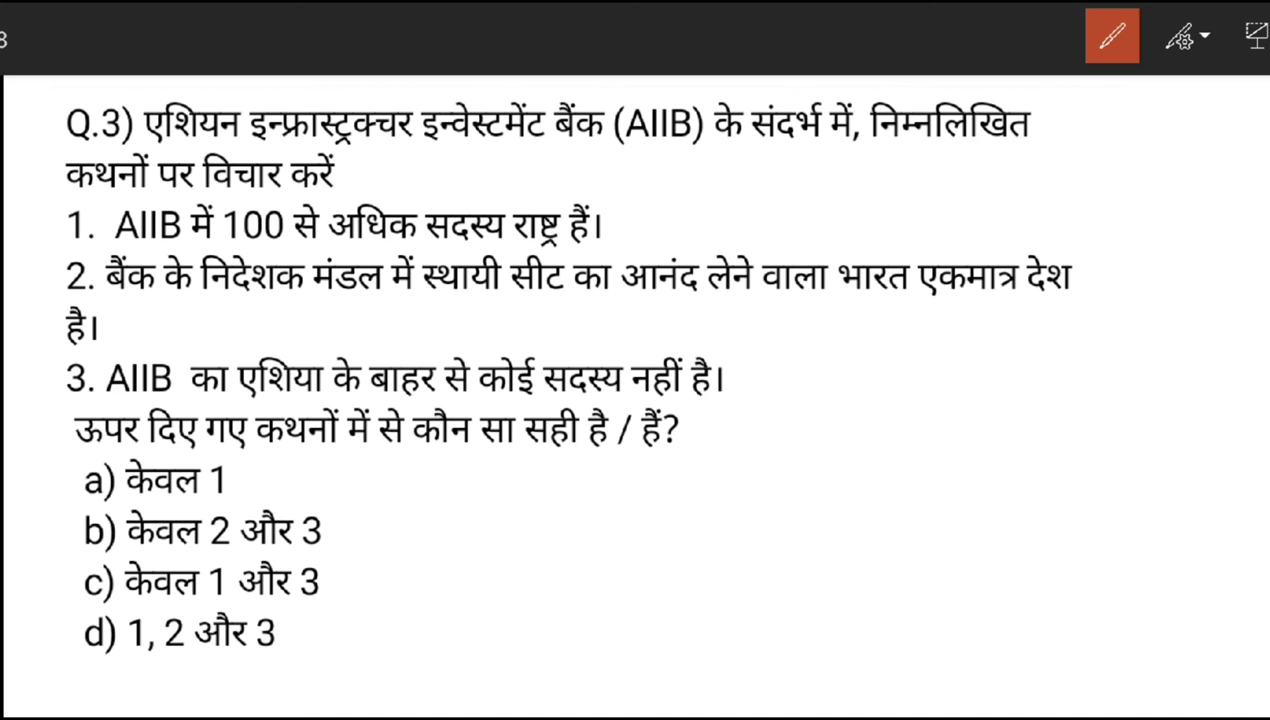 8
Q.3) एशियन इन्फ्रास्ट्रक्चर इन्वेस्टमेंट बैंक (AIIB) के संदर्भ में, निम्नलिखित
कथनों पर विचार करें
1. AIIB में 100 से अधिक सदस्य राष्ट्र हैं।
2. बैंक के निदेशक मंडल में स्थायी सीट का आनंद लेने वाला भारत एकमात्र देश
है।
3. AIIB का एशिया के बाहर से कोई सदस्य नहीं है।
ऊपर दिए गए कथनों में से कौन सा सही है / हैं?
a) केवल 1
b) केवल 2 और 3
c) केवल 1 और 3
d) 1, 2 और 3